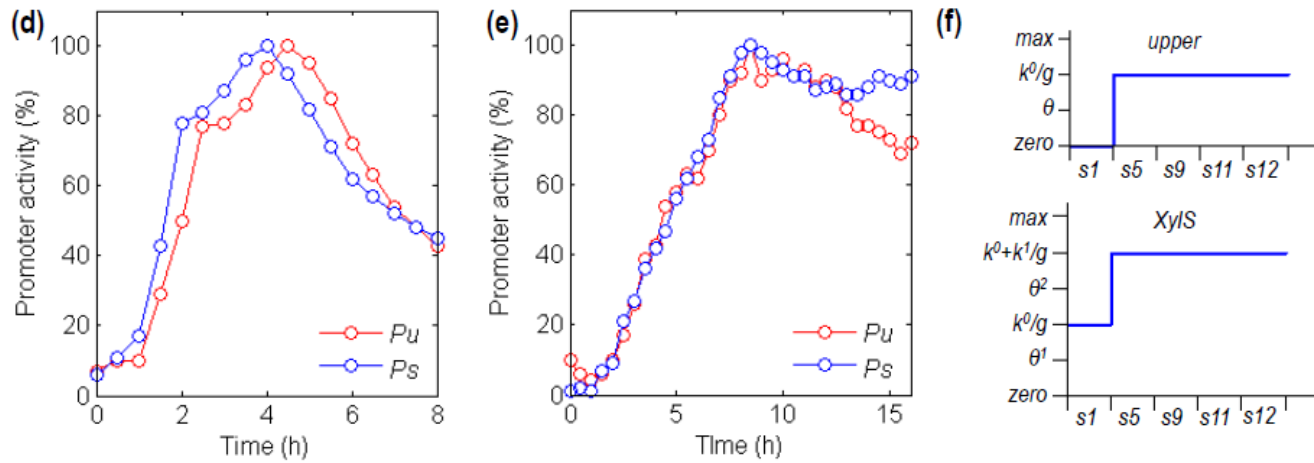 (d)
Promoter activity (%)
100
80
60
40
20
0
0 2 4 6 8
Time (h)
Pu
Ps
(e)
Promoter activity (%)
100
80
60
40
20
0
0 5 10 15
TIme (h)
Pu
Ps
(f)
upper
max
k⁰/g
θ
zero
s1 s5 s9 s11 s12
XylS
max
k⁰+k¹/g
θ²
k⁰/g
θ¹
zero
s1 s5 s9 s11 s12